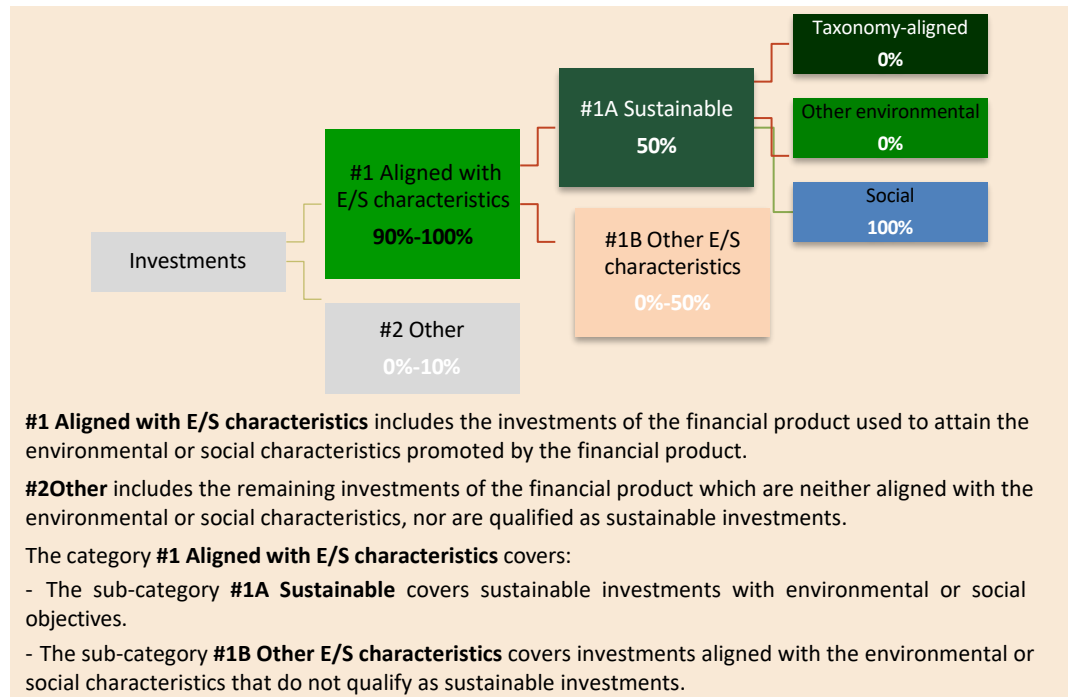 Taxonomy-aligned
0%
#1A Sustainable
50%
Other environmental
0%
#1 Aligned with
E/S characteristics
90%-100%
Social
100%
#1B Other E/S
characteristics
0%-50%
Investments
#2 Other
0%-10%
#1 Aligned with E/S characteristics includes the investments of the financial product used to attain the
environmental or social characteristics promoted by the financial product.
#2Other includes the remaining investments of the financial product which are neither aligned with the
environmental or social characteristics, nor are qualified as sustainable investments.
The category #1 Aligned with E/S characteristics covers:
- The sub-category #1A Sustainable covers sustainable investments with environmental or social
objectives.
- The sub-category #1B Other E/S characteristics covers investments aligned with the environmental or
social characteristics that do not qualify as sustainable investments.